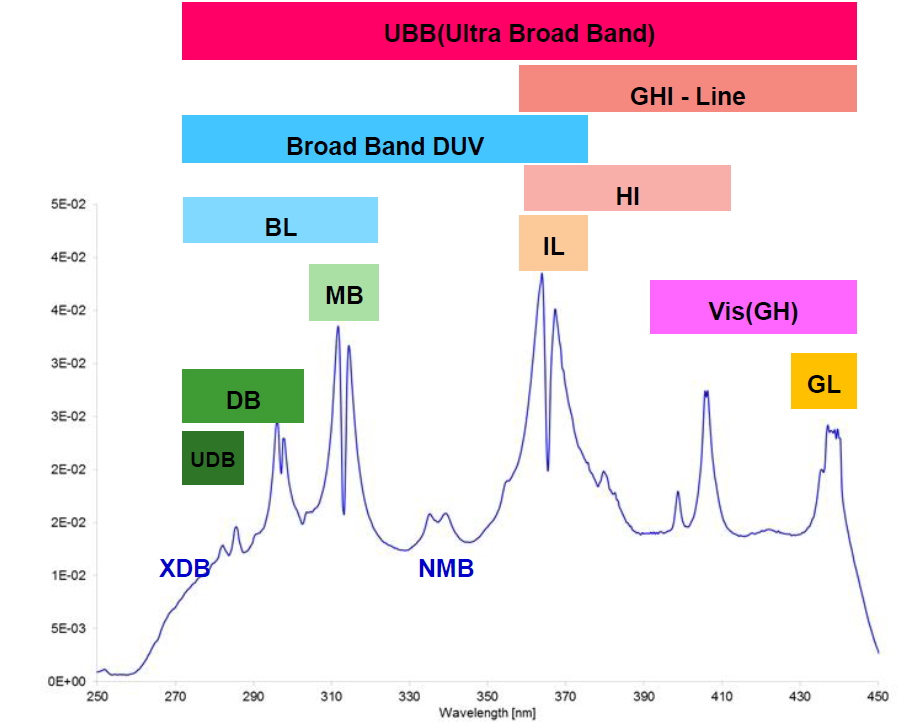 UBB(Ultra Broad Band)
GHI - Line
Broad Band DUV
HI
BL
IL
MB
Vis(GH)
DB
GL
UDB
XDB
NMB
5E-02
4E-02
4E-02
3E-02
3E-02
2E-02
2E-02
1E-02
5E-03
0E+00
250 270 290 310 330 350 370 390 410 430 450
Wavelength [nm]